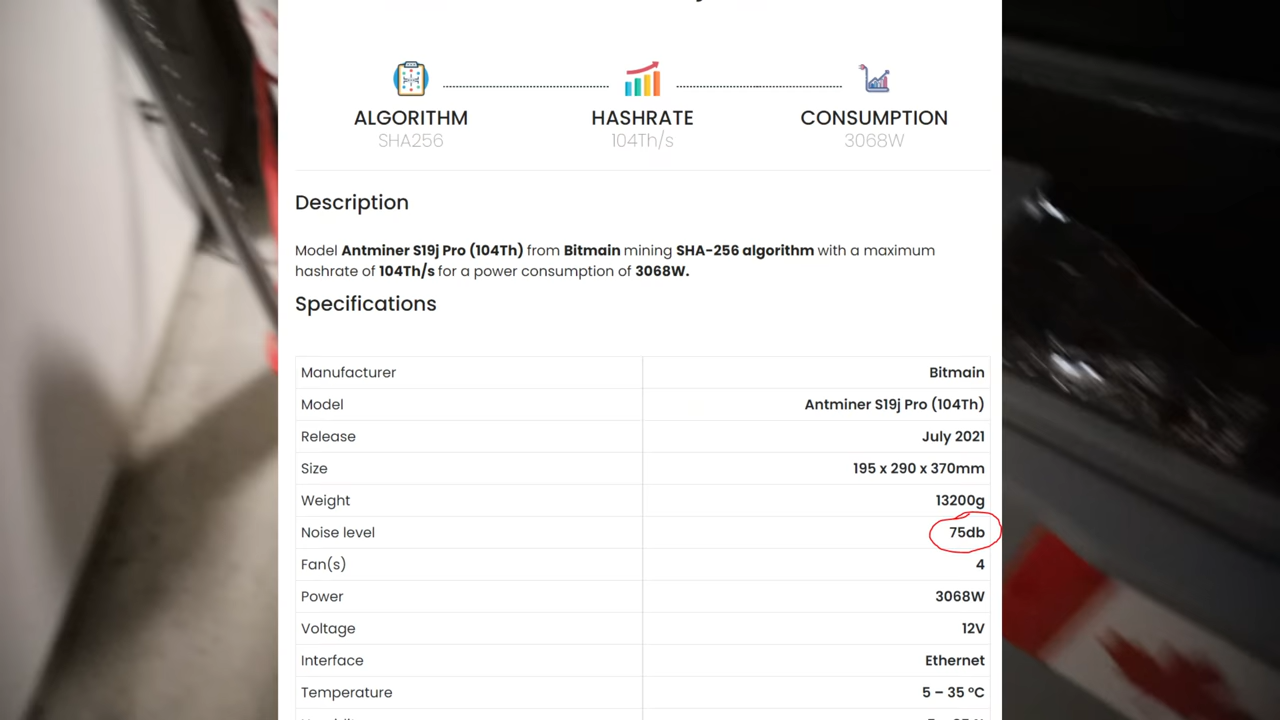 ALGORITHM
SHA256
HASHRATE
104Th/s
CONSUMPTION
3068W
Description
Model Antminer S19j Pro (104Th) from Bitmain mining SHA-256 algorithm with a maximum
hashrate of 104Th/s for a power consumption of 3068W.
Specifications
Manufacturer Bitmain
Model Antminer S19j Pro (104Th)
Release July 2021
Size 195 x 290 x 370mm
Weight 13200g
Noise level 75db
Fan(s) 4
Power 3068W
Voltage 12V
Interface Ethernet
Temperature 5 – 35 °C